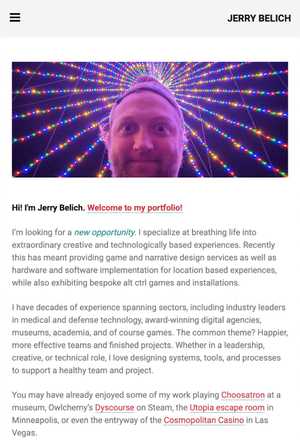 JERRY BELICH
Hi! I'm Jerry Belich. Welcome to my portfolio!
I'm looking for a new opportunity. I specialize at breathing life into
extraordinary creative and technologically based experiences. Recently
this has meant providing game and narrative design services as well as
hardware and software implementation for location based experiences,
while also exhibiting bespoke alt ctrl games and installations.
I have decades of experience spanning sectors, including industry leaders
in medical and defense technology, award-winning digital agencies,
museums, academia, and of course games. The common theme? Happier,
more effective teams and finished projects. Whether in a leadership,
creative, or technical role, I love designing systems, tools, and processes
to support a healthy team and project.
You may have already enjoyed some of my work playing Choosatron at a
museum, Owlchemy's Dyscourse on Steam, the Utopia escape room in
Minneapolis, or even the entryway of the Cosmopolitan Casino in Las
Vegas.